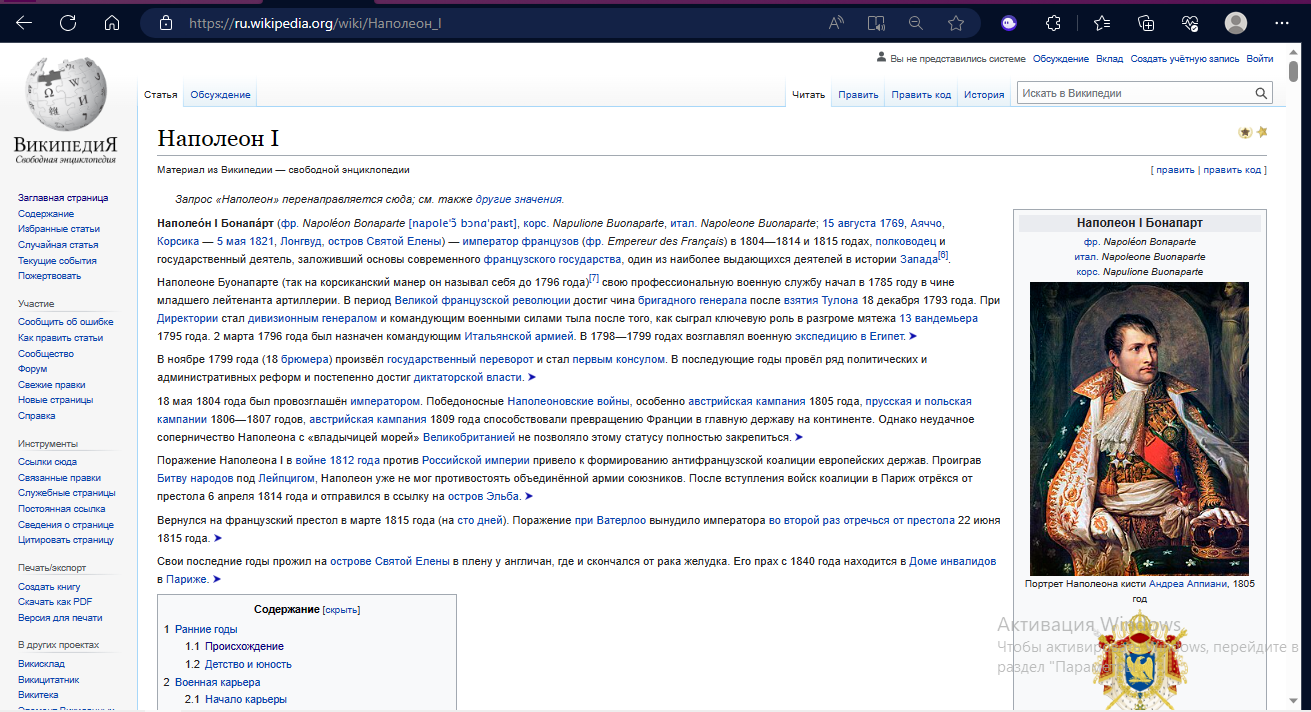 https://ru.wikipedia.org/wiki/Наполеон_I
Вы не представились системе Обсуждение Вклад Создать учётную запись Войти
Статья Обсуждение Читать Править Править код История Искать в Википедии
ВИКИПЕДИЯ
Свободная энциклопедия
Заглавная страница
Содержание
Избранные статьи
Случайная статья
Текущие события
Пожертвовать
Участие
Сообщить об ошибке
Как править статьи
Сообщество
Форум
Свежие правки
Новые страницы
Справка
Инструменты
Ссылки сюда
Связанные правки
Служебные страницы
Постоянная ссылка
Сведения о странице
Цитировать страницу
Печать/экспорт
Создать книгу
Скачать как PDF
Версия для печати
В других проектах
Викисклад
Викицитатник
Викитека
Наполеон I
Материал из Википедии — свободной энциклопедии
[ править | править код ]
Запрос «Наполеон» перенаправляется сюда; см. также другие значения.
Наполео́н I Бонапа́рт (фр. Napoléon Bonaparte [napole'ɔ̃ bɔna'paʁt], корс. Napulione Buonaparte, итал. Napoleone Buonaparte; 15 августа 1769, Аяччо,
Корсика — 5 мая 1821, Лонгвуд, остров Святой Елены) — император французов (фр. Empereur des Français) в 1804—1814 и 1815 годах, полководец и
государственный деятель, заложивший основы современного французского государства, один из наиболее выдающихся деятелей в истории Запада[6].
Наполеоне Буонапарте (так на корсиканский манер он называл себя до 1796 года)[7] свою профессиональную военную службу начал в 1785 году в чине
младшего лейтенанта артиллерии. В период Великой французской революции достиг чина бригадного генерала после взятия Тулона 18 декабря 1793 года. При
Директории стал дивизионным генералом и командующим военными силами тыла после того, как сыграл ключевую роль в разгроме мятежа 13 вандемьера
1795 года. 2 марта 1796 года был назначен командующим Итальянской армией. В 1798—1799 годах возглавлял военную экспедицию в Египет. ➤
В ноябре 1799 года (18 брюмера) произвёл государственный переворот и стал первым консулом. В последующие годы провёл ряд политических и
административных реформ и постепенно достиг диктаторской власти. ➤
18 мая 1804 года был провозглашён императором. Победоносные Наполеоновские войны, особенно австрийская кампания 1805 года, прусская и польская
кампании 1806—1807 годов, австрийская кампания 1809 года способствовали превращению Франции в главную державу на континенте. Однако неудачное
соперничество Наполеона с «владычицей морей» Великобританией не позволяло этому статусу полностью закрепиться. ➤
Поражение Наполеона I в войне 1812 года против Российской империи привело к формированию антифранцузской коалиции европейских держав. Проиграв
Битву народов под Лейпцигом, Наполеон уже не мог противостоять объединённой армии союзников. После вступления войск коалиции в Париж отрёкся от
престола 6 апреля 1814 года и отправился в ссылку на остров Эльба. ➤
Вернулся на французский престол в марте 1815 года (на сто дней). Поражение при Ватерлоо вынудило императора во второй раз отречься от престола 22 июня
1815 года. ➤
Свои последние годы прожил на острове Святой Елены в плену у англичан, где и скончался от рака желудка. Его прах с 1840 года находится в Доме инвалидов
в Париже. ➤
Содержание [скрыть]
1 Ранние годы
1.1 Происхождение
1.2 Детство и юность
2 Военная карьера
2.1 Начало карьеры
Наполеон I Бонапарт
фр. Napoléon Bonaparte
итал. Napoleone Buonaparte
корс. Napulione Buonaparte
Портрет Наполеона кисти Андреа Аппиани, 1805
год
Активация Windows
Чтобы перейдите в
раздел